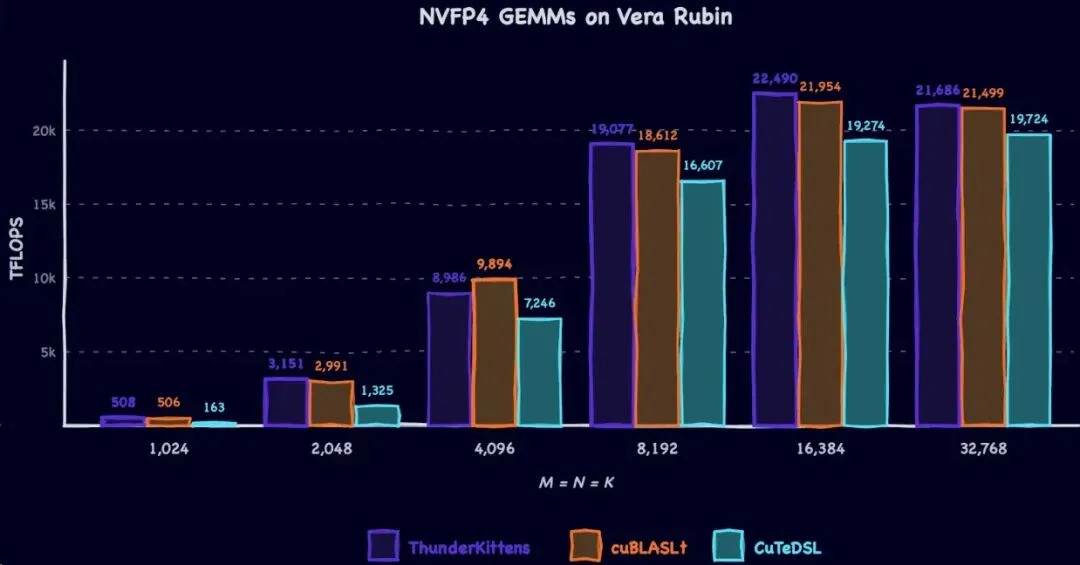 NVFP4 GEMMs on Vera Rubin
TFLOPS
20k
15k
10k
5k
508
506
163
3,151
2,991
1,325
8,986
9,894
7,246
19,077
18,612
16,607
22,490
21,954
19,274
21,686
21,499
19,724
1,024
2,048
4,096
8,192
16,384
32,768
M = N = K
ThunderKittens
cuBLASLt
CuTeDSL